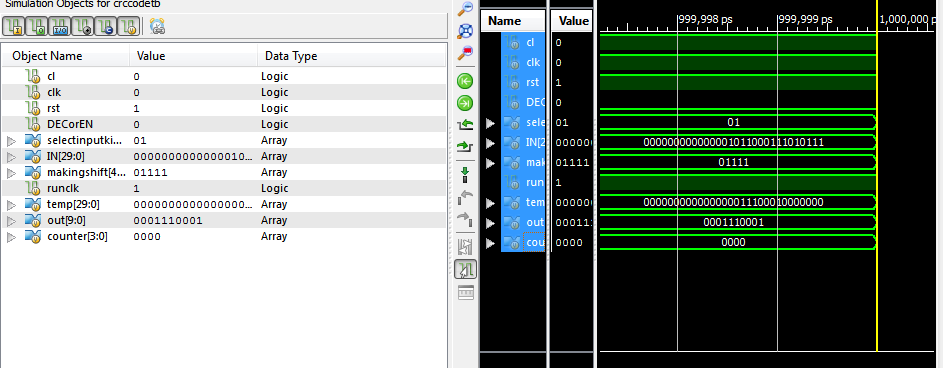 Simulation Objects for crccodetb
Object Name Value Data Type
cl 0 Logic
clk 0 Logic
rst 1 Logic
DECorEN 0 Logic
selectinputki... 01 Array
IN[29:0] 0000000000000010... Array
makingshift[4... 01111 Array
runclk 1 Logic
temp[29:0] 0000000000000000... Array
out[9:0] 0001110001 Array
counter[3:0] 0000 Array
Name Value 999,998 ps 999,999 ps 1,000,000 ps
cl 0
clk 0
rst 1
DEC 0
sele 01 01
IN[2 000000 000000000000001011000111010111
mak 01111 01111
run 1
tem 000000 000000000000000011100010000000
out 000111 0001110001
cou 0000 0000